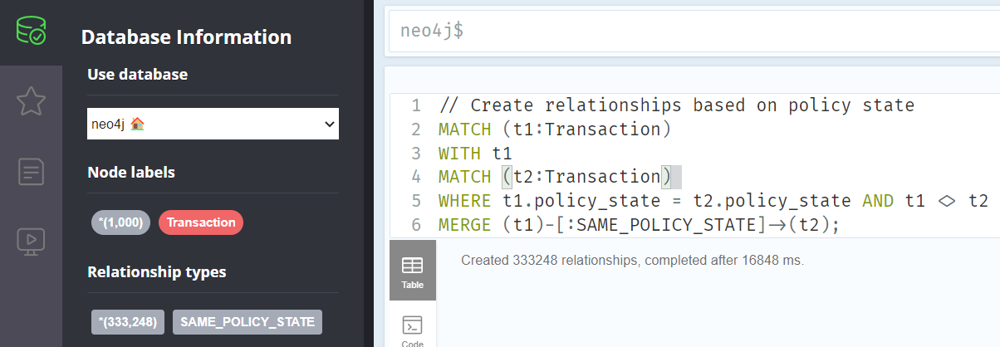 Database Information
Use database
neo4j
Node labels
*(1,000) Transaction
Relationship types
*(333,248) SAME_POLICY_STATE
neo4j$
1 // Create relationships based on policy state
2 MATCH (t1:Transaction)
3 WITH t1
4 MATCH (t2:Transaction)
5 WHERE t1.policy_state = t2.policy_state AND t1 <> t2
6 MERGE (t1)-[:SAME_POLICY_STATE]->(t2);
Table
Created 333248 relationships, completed after 16848 ms.
Code